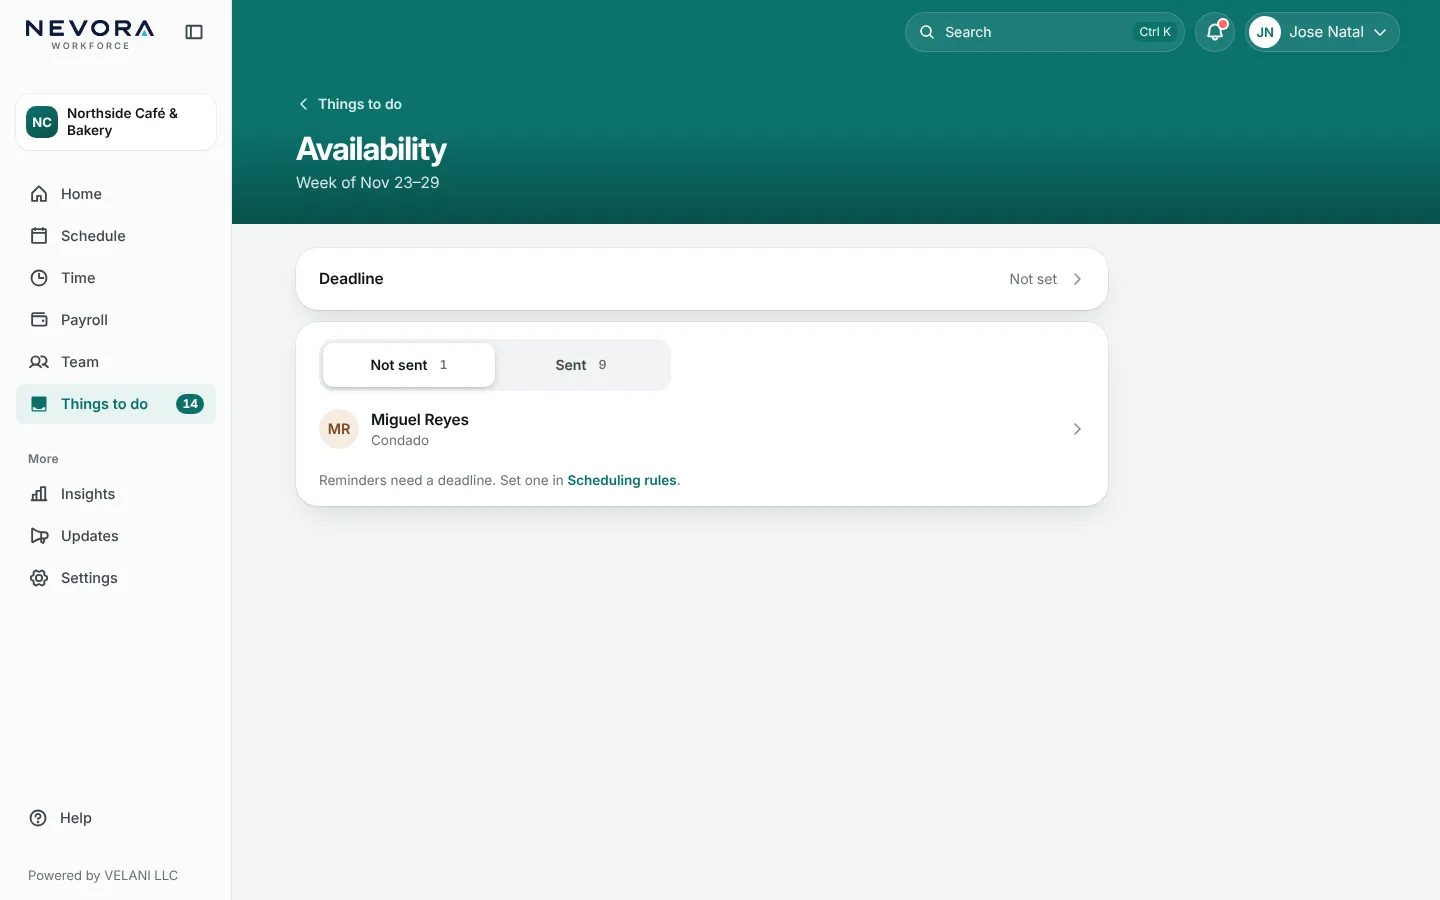 NEVORA
WORKFORCE
Search
Ctrl K
JN
Jose Natal
NC
Northside Café &
Bakery
Home
Schedule
Time
Payroll
Team
Things to do
14
More
Insights
Updates
Settings
Help
Powered by VELANI LLC
Things to do
Availability
Week of Nov 23–29
Deadline
Not set
Not sent 1
Sent 9
MR
Miguel Reyes
Condado
Reminders need a deadline. Set one in Scheduling rules.